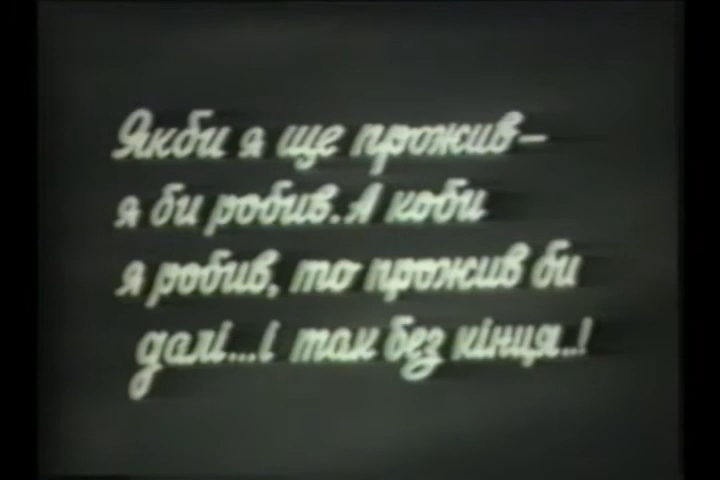 Якби я ще прожив—
я би робив. А коби
я робив, то прожив би
далі...І так без кінця..!